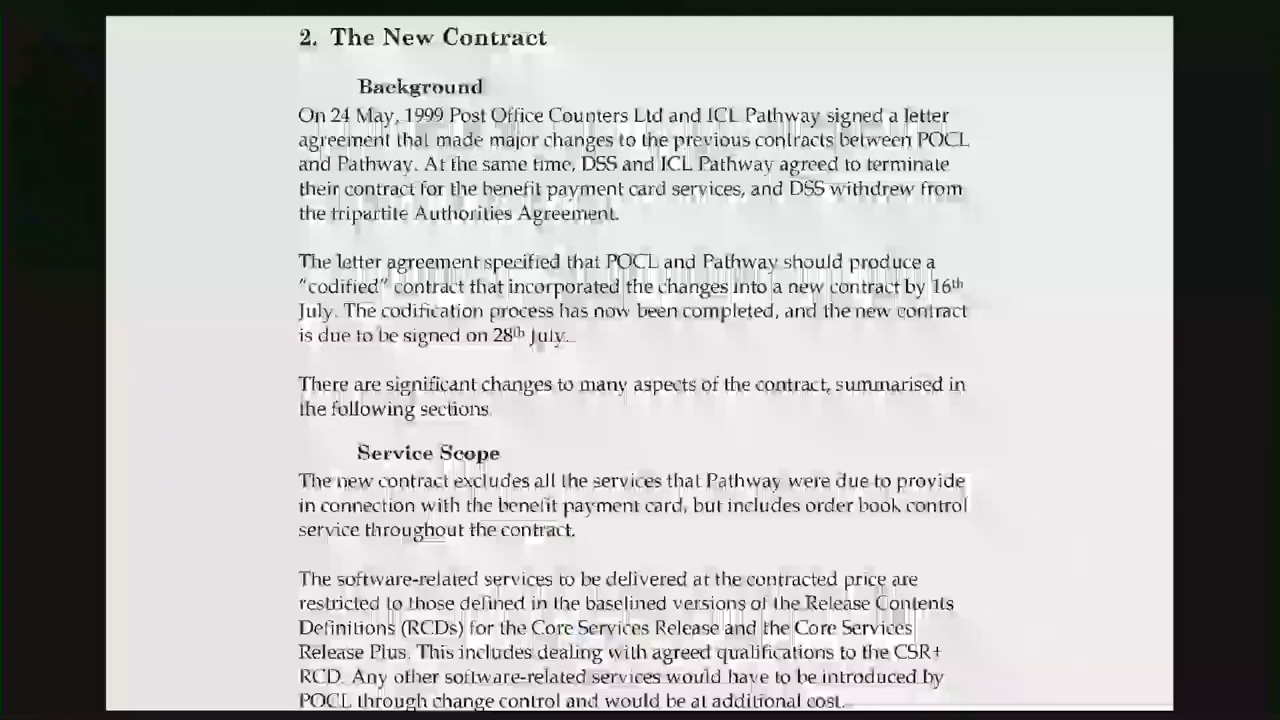 2. The New Contract
Background
On 24 May, 1999 Post Office Counters Ltd and ICL Pathway signed a letter
agreement that made major changes to the previous contracts between POCL
and Pathway. At the same time, DSS and ICL Pathway agreed to terminate
their contract for the benefit payment card services, and DSS withdrew from
the tripartite Authorities Agreement.
The letter agreement specified that POCL and Pathway should produce a
“codified” contract that incorporated the changes into a new contract by 16th
July. The codification process has now been completed, and the new contract
is due to be signed on 28th July.
There are significant changes to many aspects of the contract, summarised in
the following sections.
Service Scope
The new contract excludes all the services that Pathway were due to provide
in connection with the benefit payment card, but includes order book control
service throughout the contract.
The software-related services to be delivered at the contracted price are
restricted to those defined in the baselined versions of the Release Contents
Definitions (RCDs) for the Core Services Release and the Core Services
Release Plus. This includes dealing with agreed qualifications to the CSR+
RCD. Any other software-related services would have to be introduced by
POCL through change control and would be at additional cost.